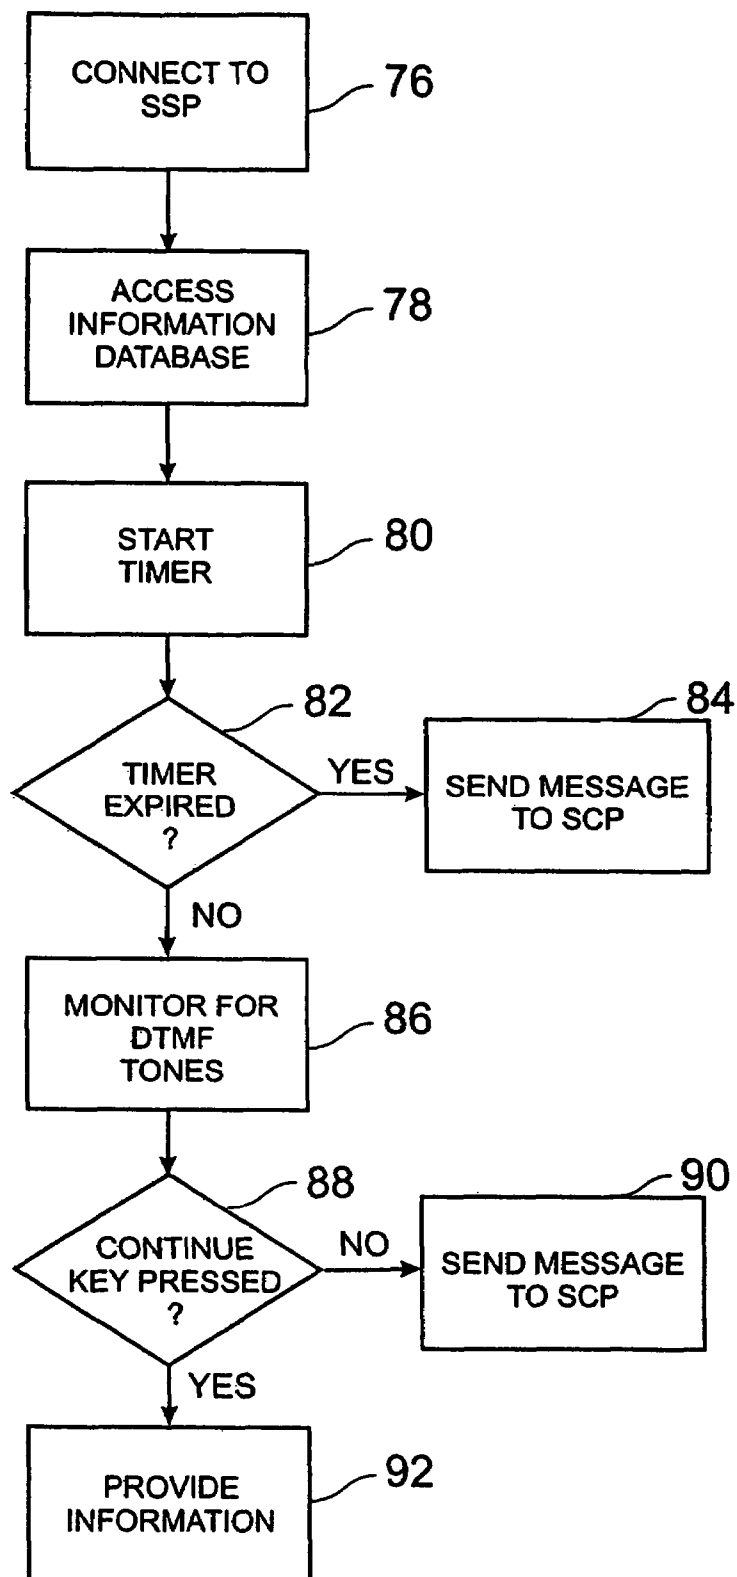 CONNECT TO
SSP
76
ACCESS
INFORMATION
DATABASE
78
START
TIMER
80
82
TIMER
EXPIRED
?
YES
84
SEND MESSAGE
TO SCP
NO
MONITOR FOR
DTMF
TONES
86
88
CONTINUE
KEY PRESSED
?
NO
90
SEND MESSAGE
TO SCP
YES
PROVIDE
INFORMATION
92